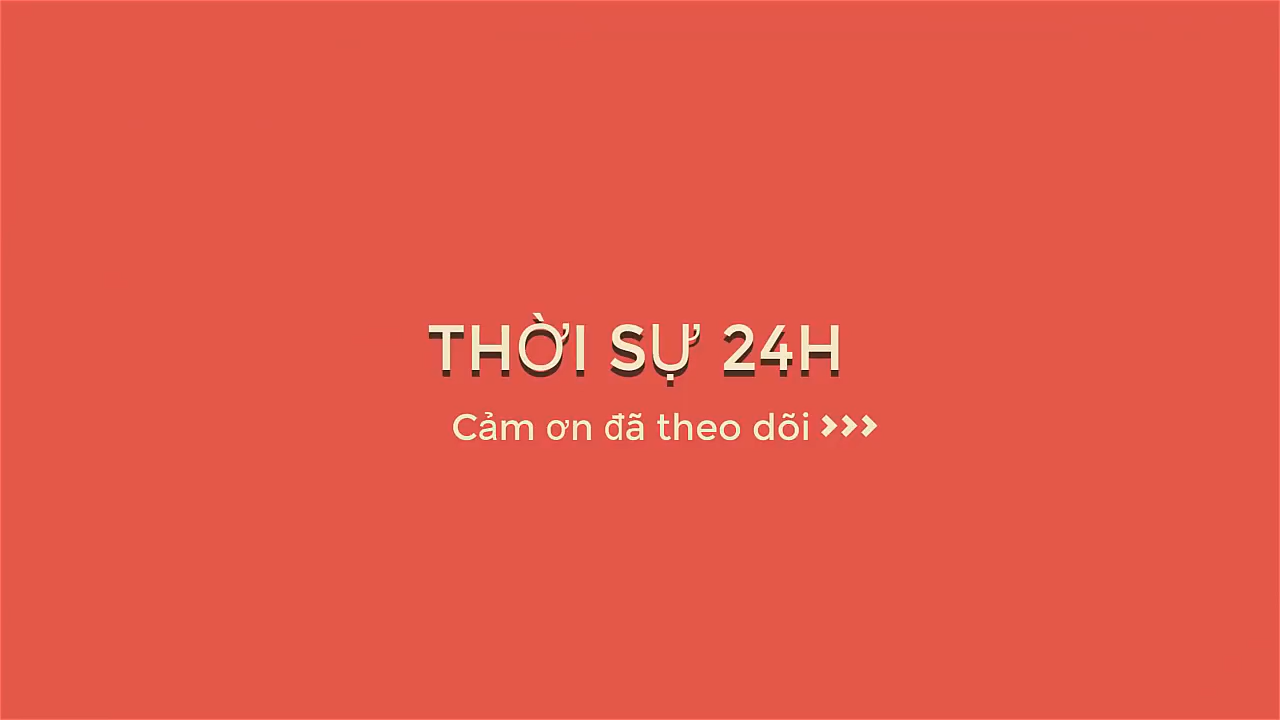 THỜI SỰ 24H
Cảm ơn đã theo dõi